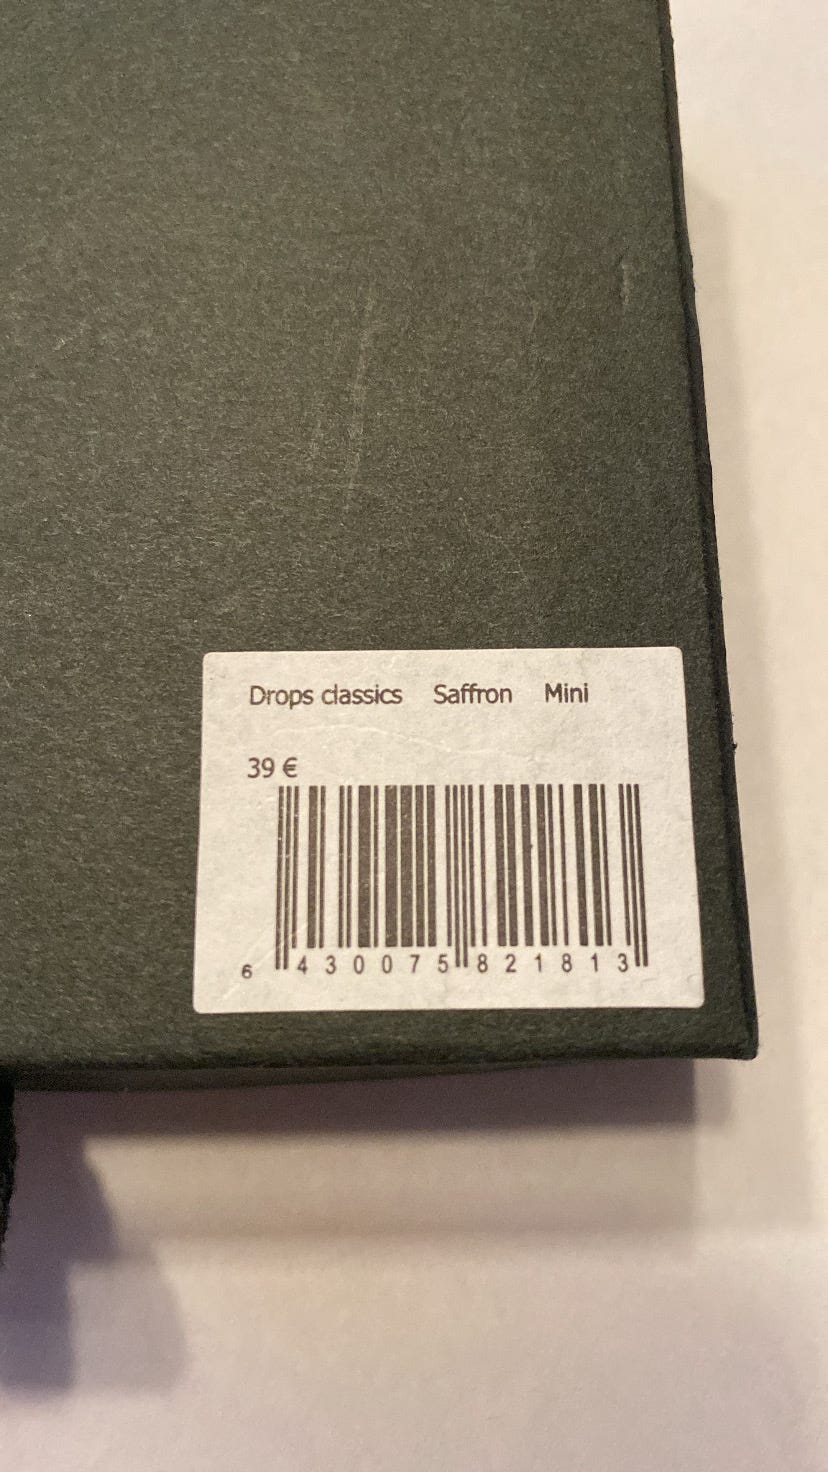 Drops classics Saffron Mini
39 €
6 430075 821813